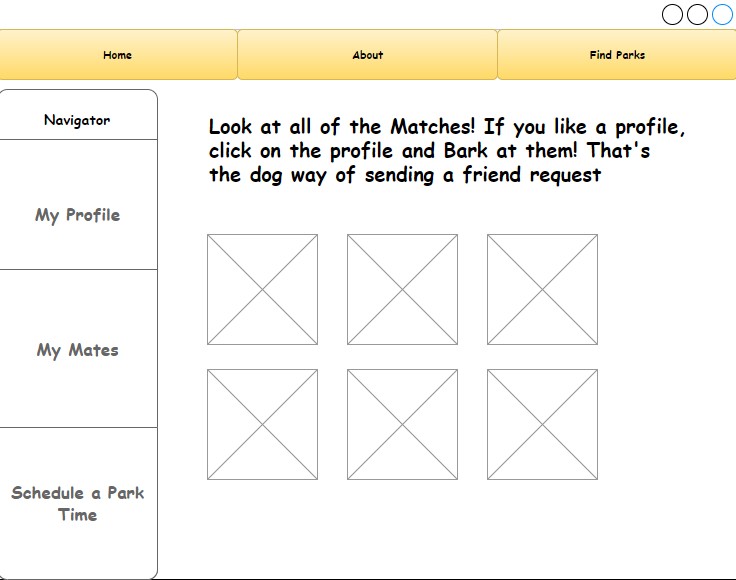 Home
About
Find Parks
Navigator
My Profile
My Mates
Schedule a Park
Time
Look at all of the Matches! If you like a profile,
click on the profile and Bark at them! That's
the dog way of sending a friend request